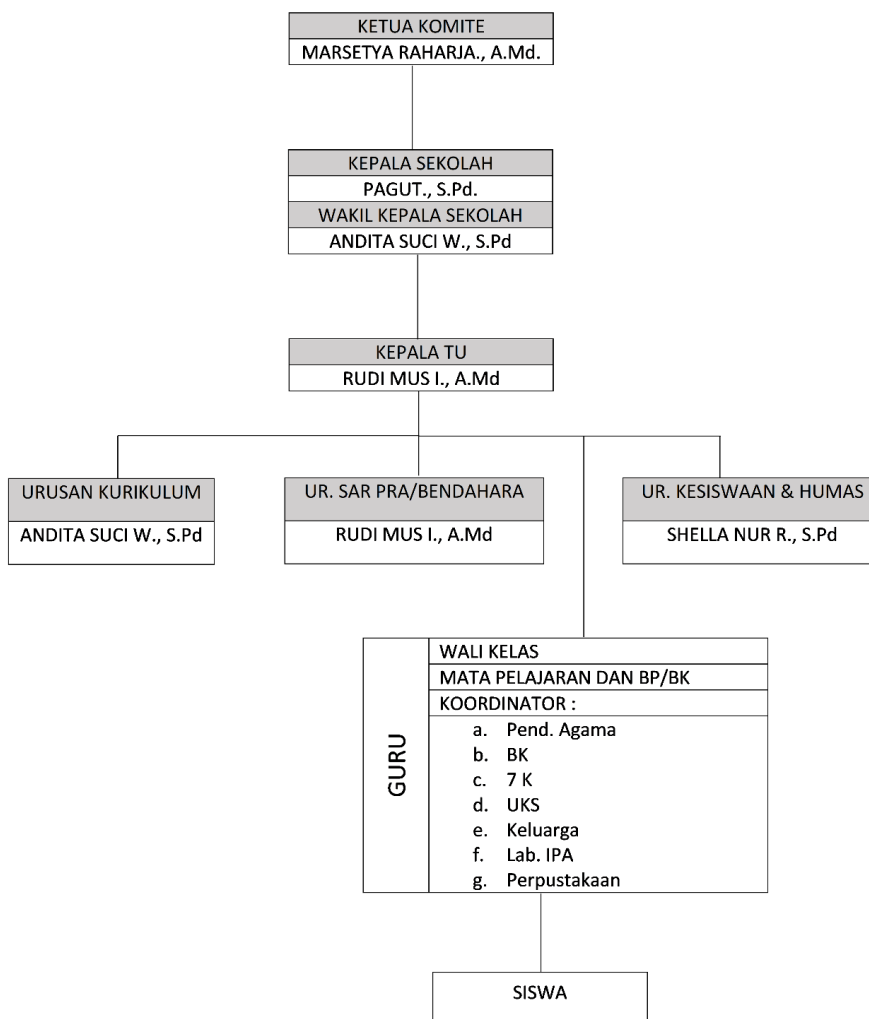 KETUA KOMITE
MARSETYA RAHARJA., A.Md.
KEPALA SEKOLAH
PAGUT., S.Pd.
WAKIL KEPALA SEKOLAH
ANDITA SUCI W., S.Pd
KEPALA TU
RUDI MUS I., A.Md
URUSAN KURIKULUM
ANDITA SUCI W., S.Pd
UR. SAR PRA/BENDAHARA
RUDI MUS I., A.Md
UR. KESISWAAN & HUMAS
SHELLA NUR R., S.Pd
GURU
WALI KELAS
MATA PELAJARAN DAN BP/BK
KOORDINATOR :
a. Pend. Agama
b. BK
c. 7 K
d. UKS
e. Keluarga
f. Lab. IPA
g. Perpustakaan
SISWA